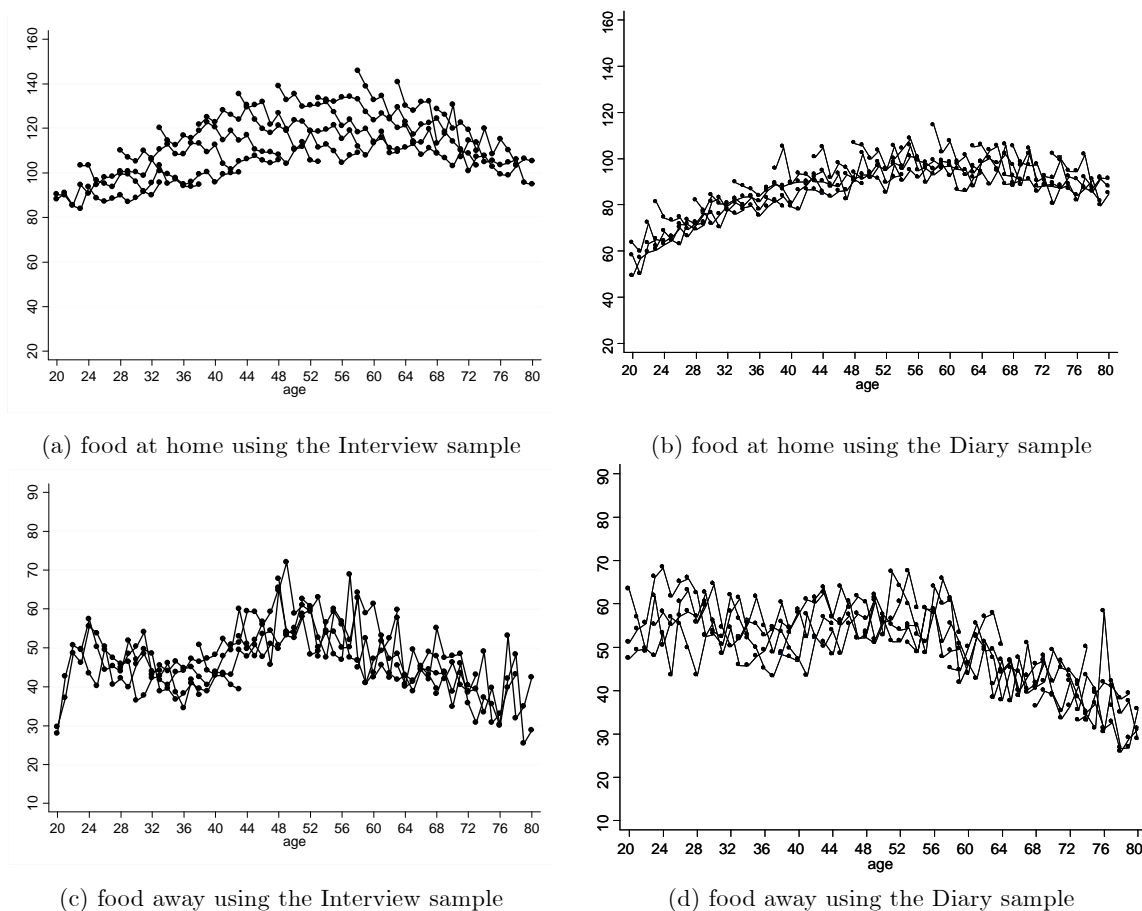 160
140
120
100
80
60
40
20
20 24 28 32 36 40 44 48 52 56 60 64 68 72 76 80
age
(a) food at home using the Interview sample
160
140
120
100
80
60
40
20
20 24 28 32 36 40 44 48 52 56 60 64 68 72 76 80
age
(b) food at home using the Diary sample
90
80
70
60
50
40
30
20
10
20 24 28 32 36 40 44 48 52 56 60 64 68 72 76 80
age
(c) food away using the Interview sample
90
80
70
60
50
40
30
20
10
20 24 28 32 36 40 44 48 52 56 60 64 68 72 76 80
age
(d) food away using the Diary sample